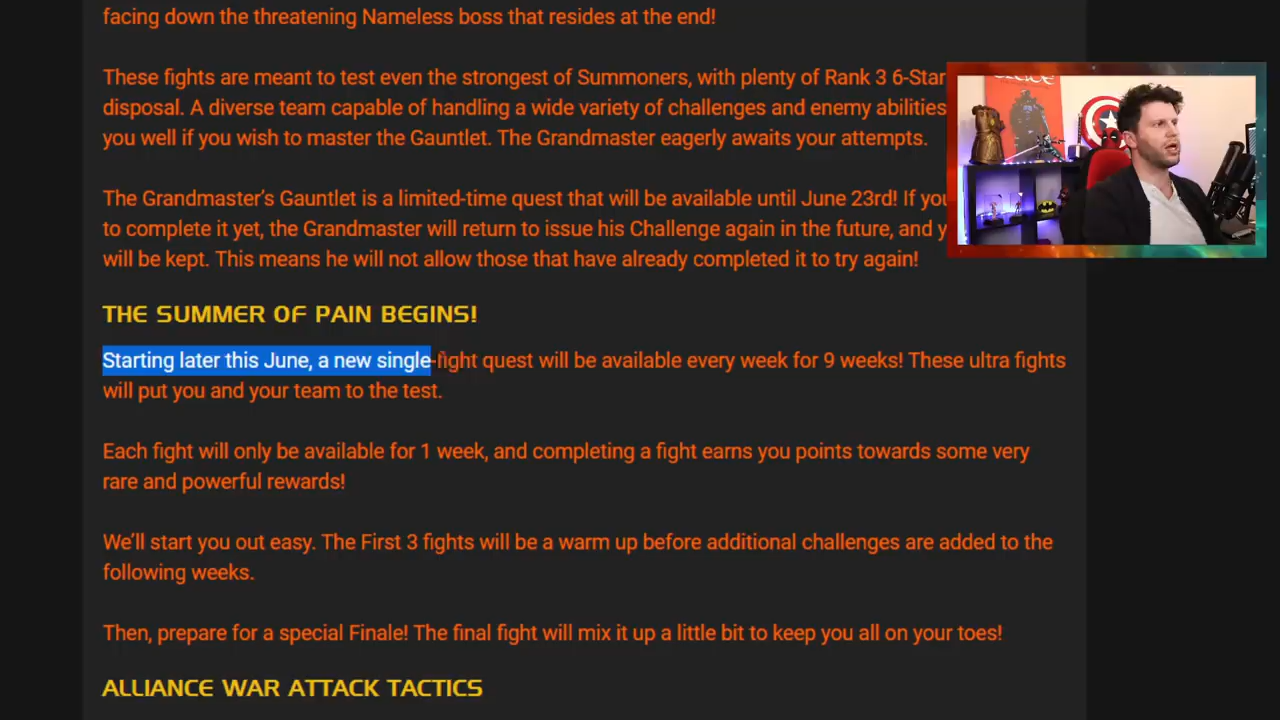 facing down the threatening Nameless boss that resides at the end!
These fights are meant to test even the strongest of Summoners, with plenty of Rank 3 6-Star
disposal. A diverse team capable of handling a wide variety of challenges and enemy abilities
you well if you wish to master the Gauntlet. The Grandmaster eagerly awaits your attempts.
The Grandmaster's Gauntlet is a limited-time quest that will be available until June 23rd! If you
to complete it yet, the Grandmaster will return to issue his Challenge again in the future, and y
will be kept. This means he will not allow those that have already completed it to try again!
THE SUMMER OF PAIN BEGINS!
Starting later this June, a new single-fight quest will be available every week for 9 weeks! These ultra fights
will put you and your team to the test.
Each fight will only be available for 1 week, and completing a fight earns you points towards some very
rare and powerful rewards!
We'll start you out easy. The First 3 fights will be a warm up before additional challenges are added to the
following weeks.
Then, prepare for a special Finale! The final fight will mix it up a little bit to keep you all on your toes!
ALLIANCE WAR ATTACK TACTICS